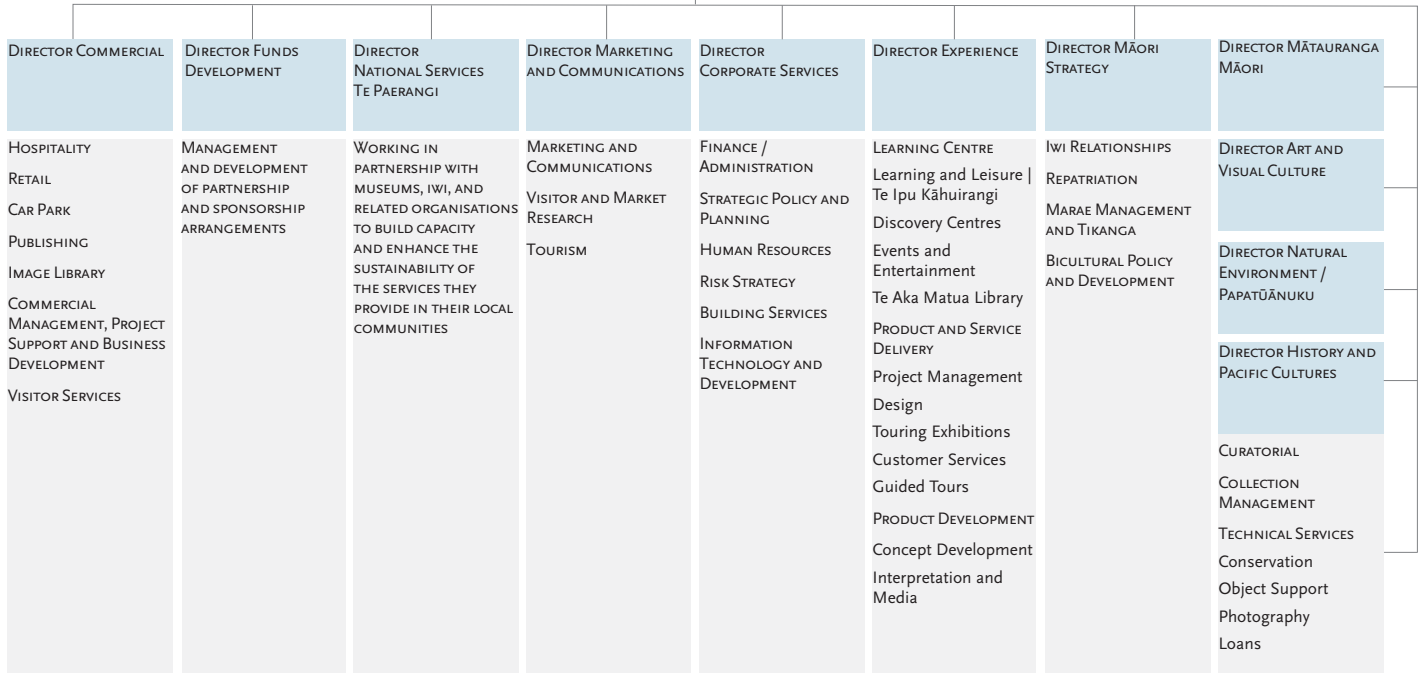 Director Commercial
Hospitality
Retail
Car Park
Publishing
Image Library
Commercial
Management, Project
Support and Business
Development
Visitor Services
Director Funds
Development
Management
and development
of partnership
and sponsorship
arrangements
Director
National Services
Te Paerangi
Working in
partnership with
museums, iwi, and
related organisations
to build capacity
and enhance the
sustainability of
the services they
provide in their local
communities
Director Marketing
and Communications
Marketing and
Communications
Visitor and Market
Research
Tourism
Director
Corporate Services
Finance /
Administration
Strategic Policy and
Planning
Human Resources
Risk Strategy
Building Services
Information
Technology and
Development
Director Experience
Learning Centre
Learning and Leisure |
Te Ipu Kāhuirangi
Discovery Centres
Events and
Entertainment
Te Aka Matua Library
Product and Service
Delivery
Project Management
Design
Touring Exhibitions
Customer Services
Guided Tours
Product Development
Concept Development
Interpretation and
Media
Director Māori
Strategy
Iwi Relationships
Repatriation
Marae Management
and Tikanga
Bicultural Policy
and Development
Director Mātauranga
Māori
Director Art and
Visual Culture
Director Natural
Environment /
Papatūānuku
Director History and
Pacific Cultures
Curatorial
Collection
Management
Technical Services
Conservation
Object Support
Photography
Loans